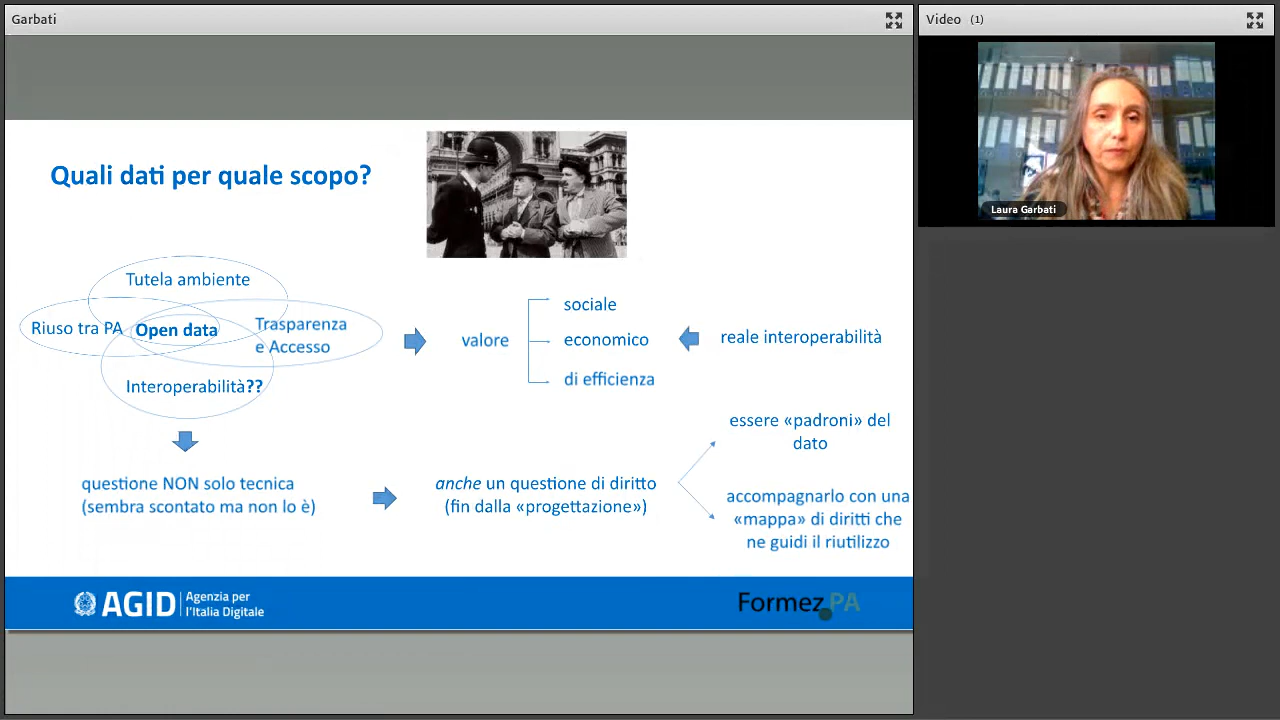 Garbati
Video (1)
Laura Garbati
Quali dati per quale scopo?
Tutela ambiente
Riuso tra PA
Open data
Trasparenza
e Accesso
Interoperabilità??
valore
sociale
economico
di efficienza
reale interoperabilità
questione NON solo tecnica
(sembra scontato ma non lo è)
anche un questione di diritto
(fin dalla «progettazione»)
essere «padroni» del
dato
accompagnarlo con una
«mappa» di diritti che
ne guidi il riutilizzo
AGID
Agenzia per
l'Italia Digitale
Formez PA